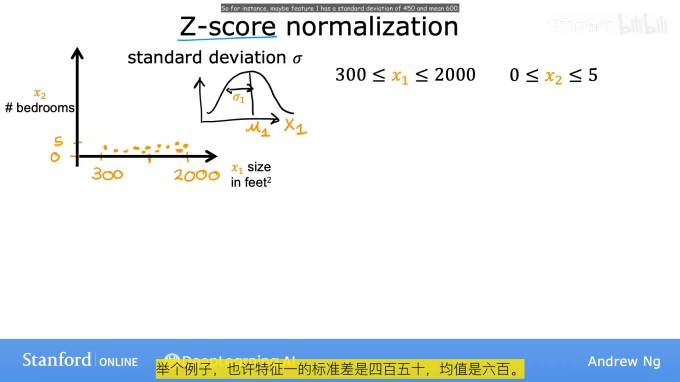 So for instance, maybe feature 1 has a standard deviation of 450 and mean 600.
Z-score normalization
bilibili
standard deviation σ
300 ≤ x₁ ≤ 2000
0 ≤ x₂ ≤ 5
σ₁
μ₁
X₁
x₂
# bedrooms
5
0
300
2000
x₁ size
in feet²
Stanford ONLINE
DeepLearning.AI
Andrew Ng
举个例子，也许特征一的标准差是四百五十，均值是六百。